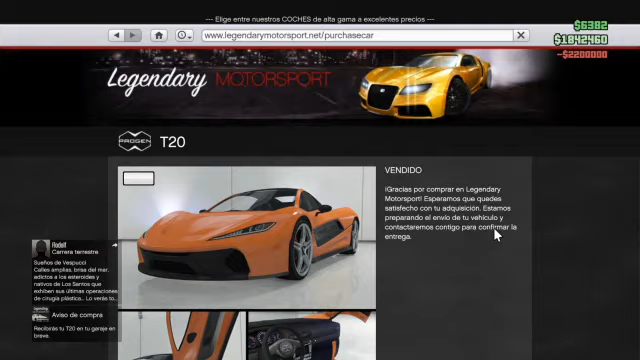 --- Elige entre nuestros COCHES de alta gama a excelentes precios ---
$6382
www.legendarymotorsport.net/purchasecar
$1842460
-$2200000
Legendary MOTORSPORT
PROGEN
T20
VENDIDO
¡Gracias por comprar en Legendary
Motorsport! Esperamos que quedes
satisfecho con tu adquisición. Estamos
preparando el envío de tu vehículo y
contactaremos contigo para confirmar la
entrega.
Carrera terrestre
Sueños de Vespucci
Calles amplias, brisa del mar,
adictos a los esteroides y
nativos de Los Santos que
exhiben sus últimas operaciones
de cirugía plástica... Lo verás to...
Aviso de compra
Recibirás tu T20 en tu garaje en
breve.